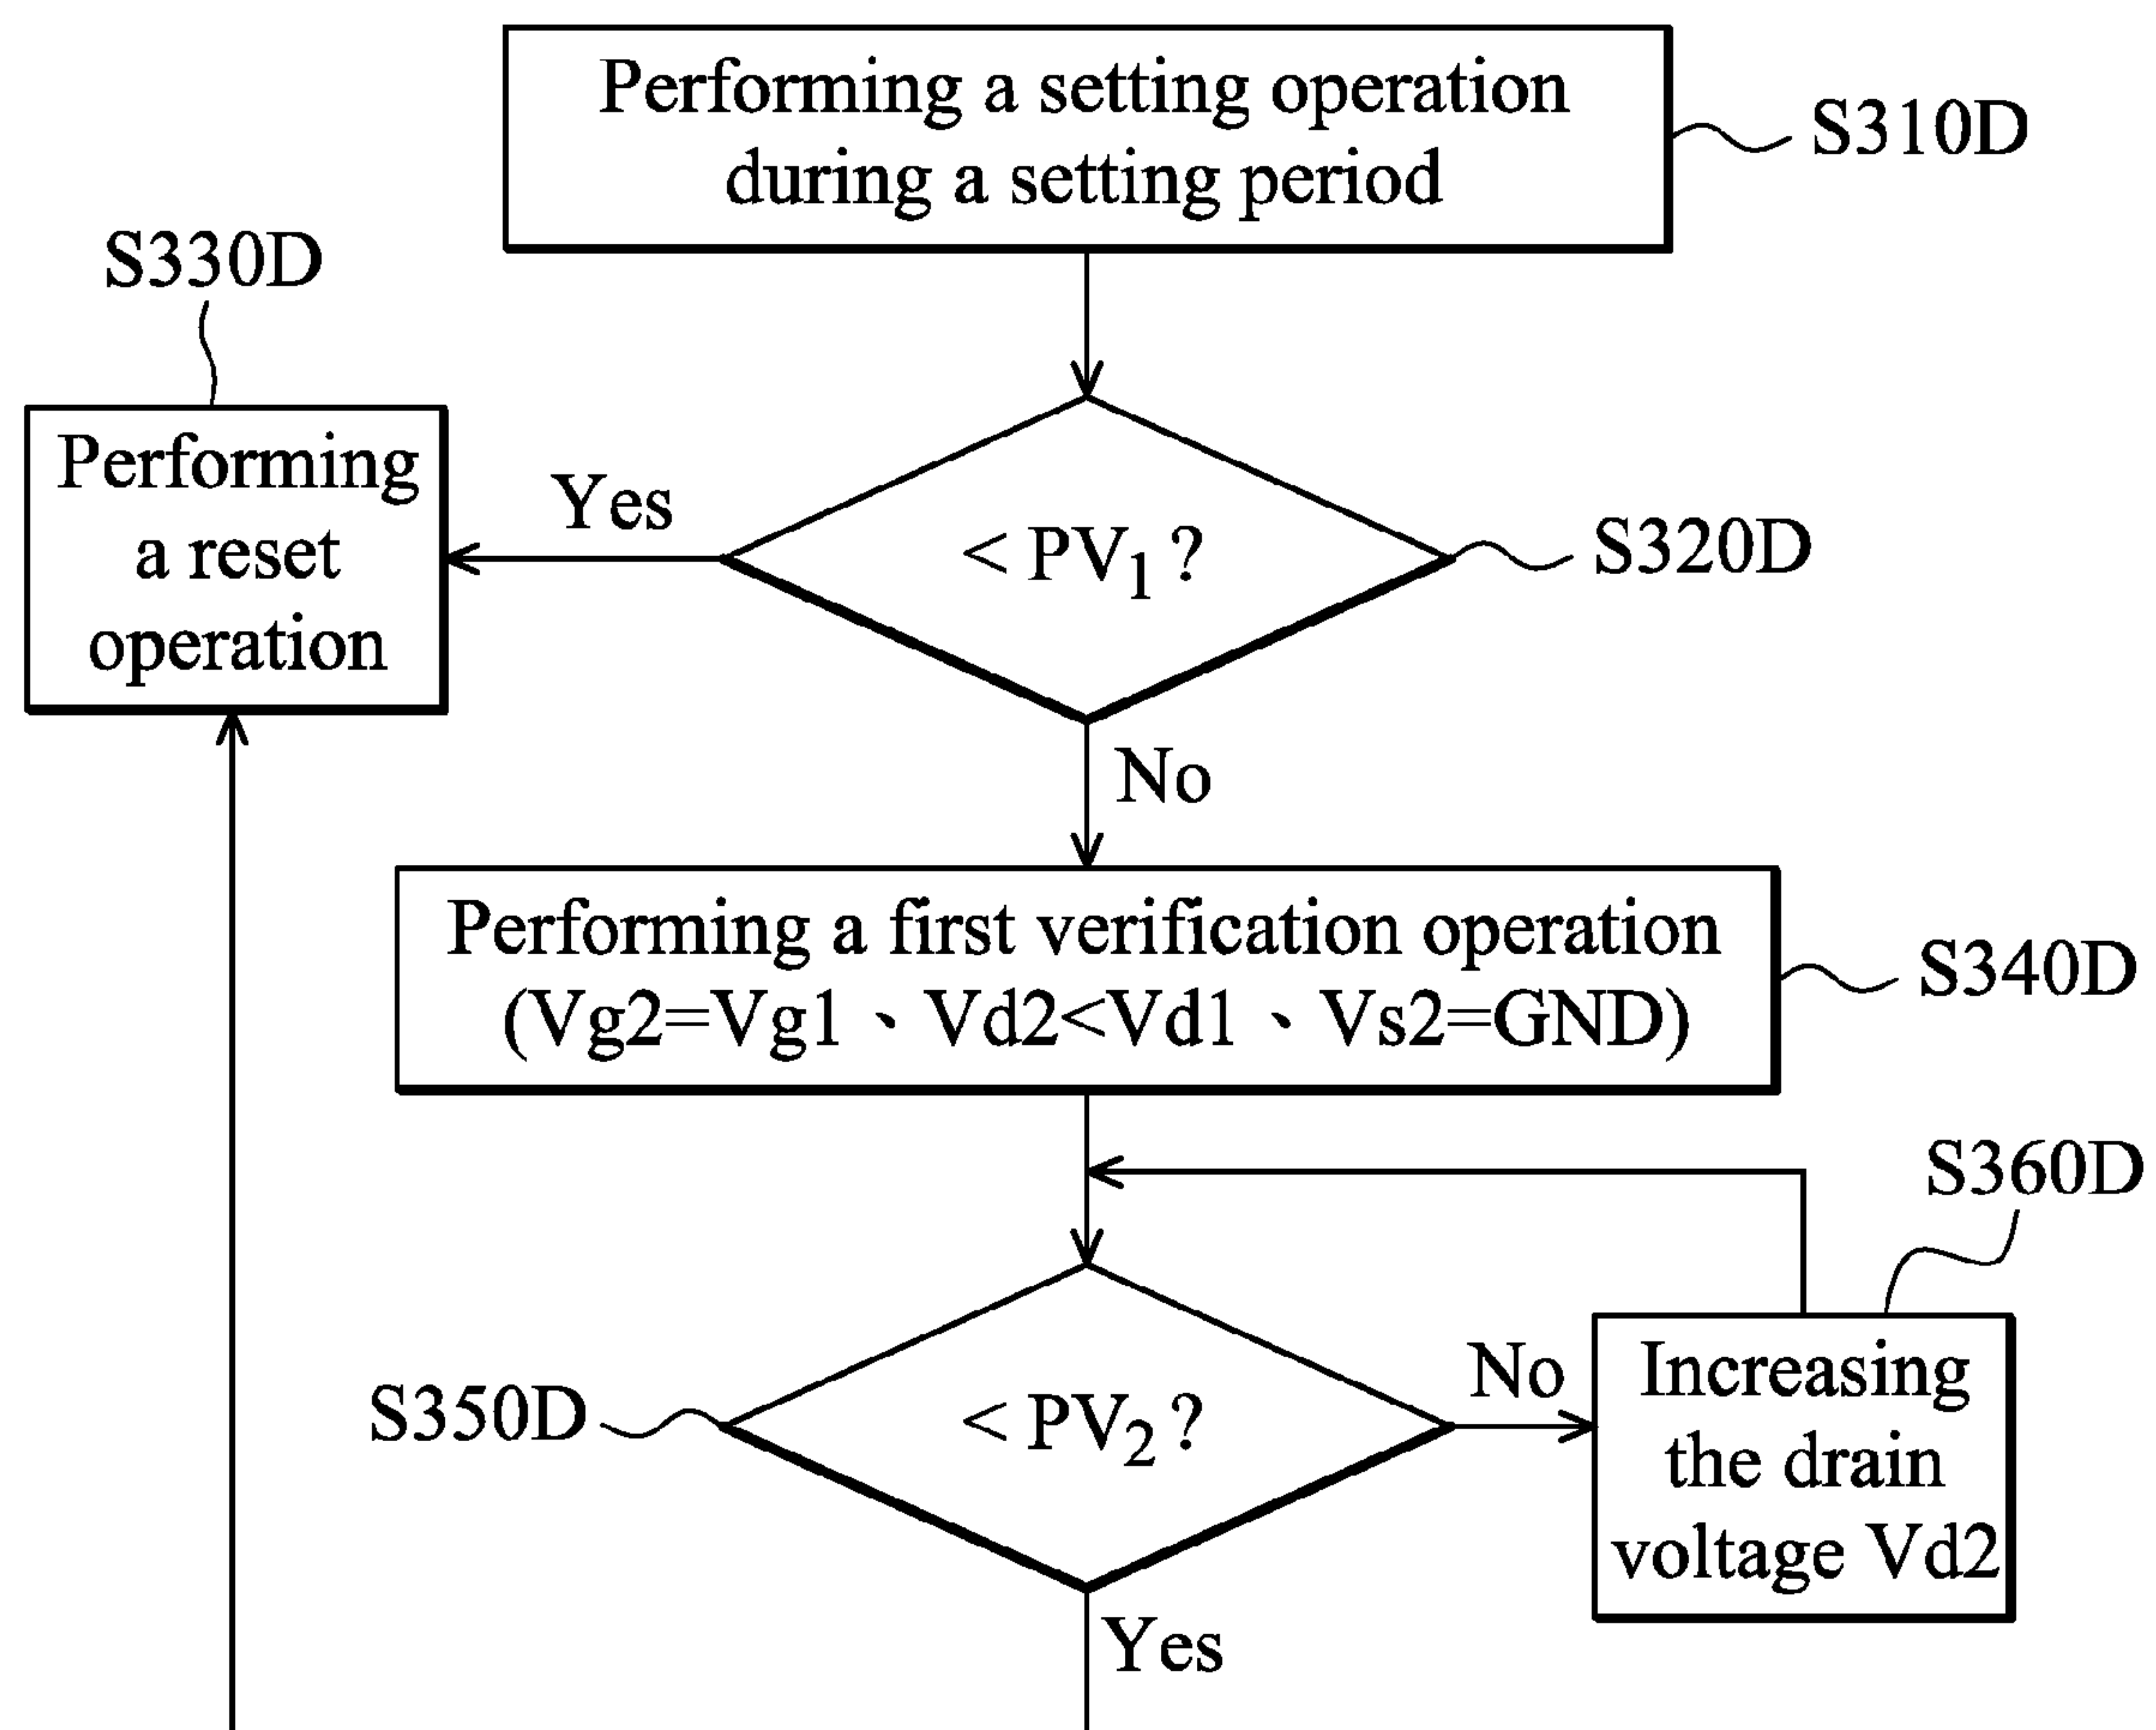 Performing a setting operation
during a setting period
S310D
S330D
Performing
a reset
operation
Yes
< PV₁ ?
S320D
No
Performing a first verification operation
(Vg2=Vg1、Vd2<Vd1、Vs2=GND)
S340D
S360D
S350D
< PV₂ ?
No
Increasing
the drain
voltage Vd2
Yes